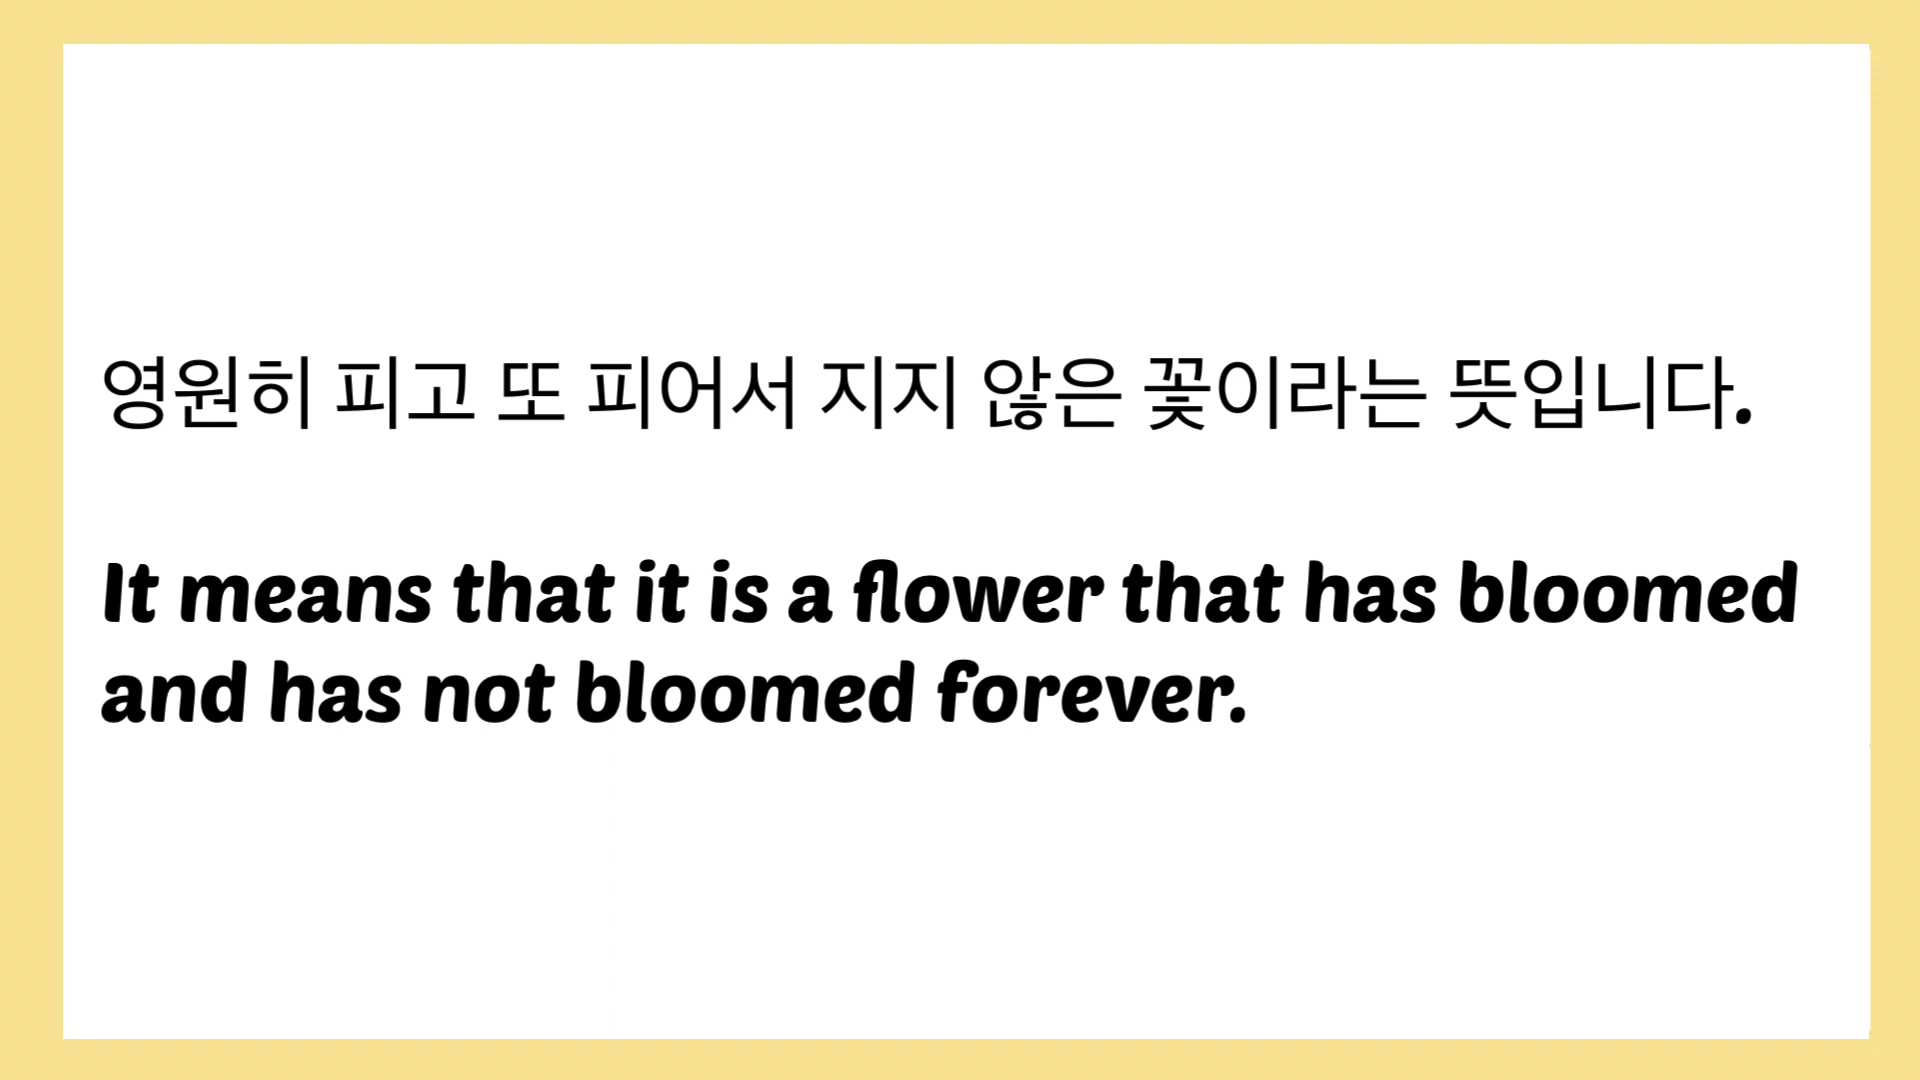 영원히 피고 또 피어서 지지 않은 꽃이라는 뜻입니다.
It means that it is a flower that has bloomed
and has not bloomed forever.